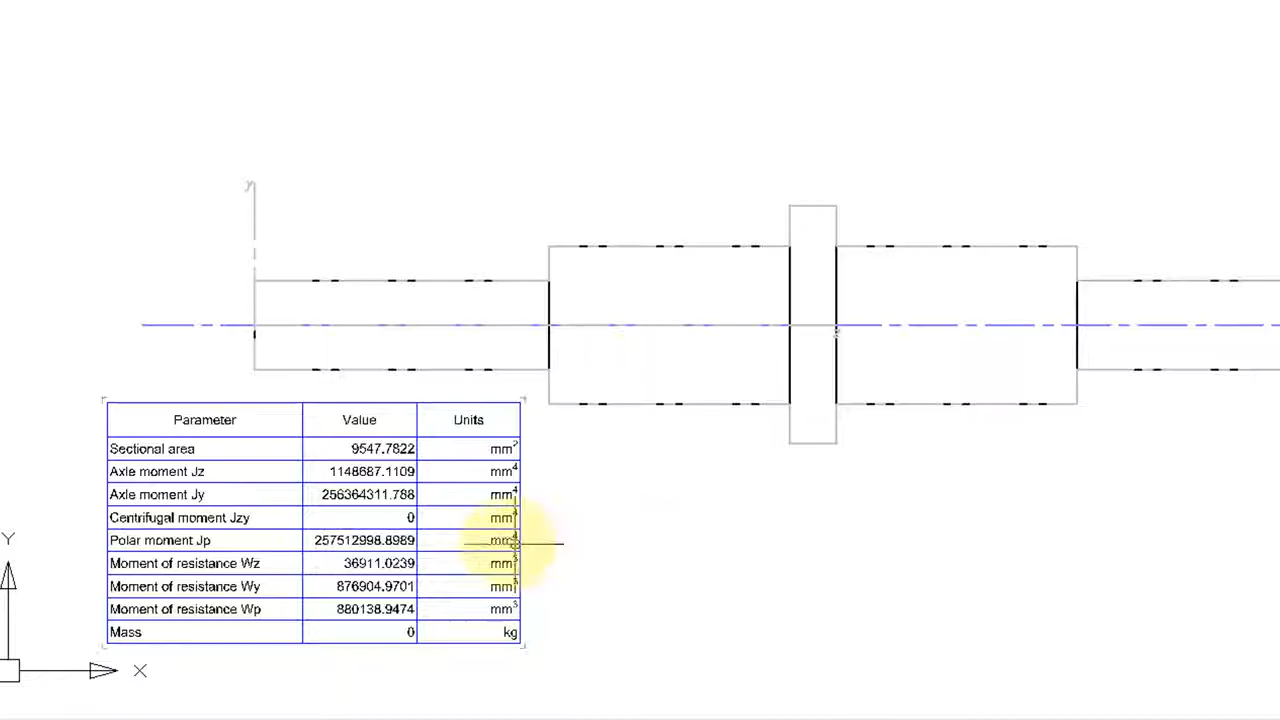 y
Parameter Value Units
Sectional area 9547.7822 mm2
Axle moment Jz 1148687.1109 mm4
Axle moment Jy 256364311.788 mm4
Centrifugal moment Jzy 0 mm4
Polar moment Jp 257512998.8989 mm4
Moment of resistance Wz 36911.0239 mm3
Moment of resistance Wy 876904.9701 mm3
Moment of resistance Wp 880138.9474 mm3
Mass 0 kg
Y
X